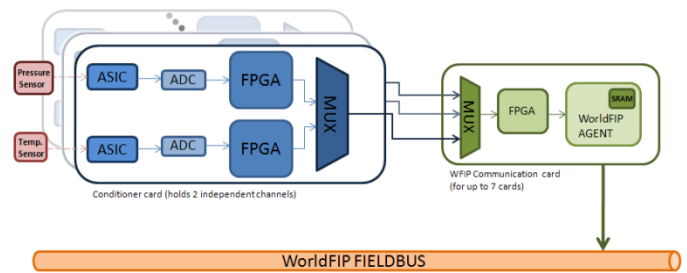 Pressure
Sensor
ASIC
ADC
FPGA
MUX
Temp.
Sensor
ASIC
ADC
FPGA
Conditioner card (holds 2 independent channels)
MUX
FPGA
SRAM
WorldFIP
AGENT
WFIP Communication card
(for up to 7 cards)
WorldFIP FIELDBUS